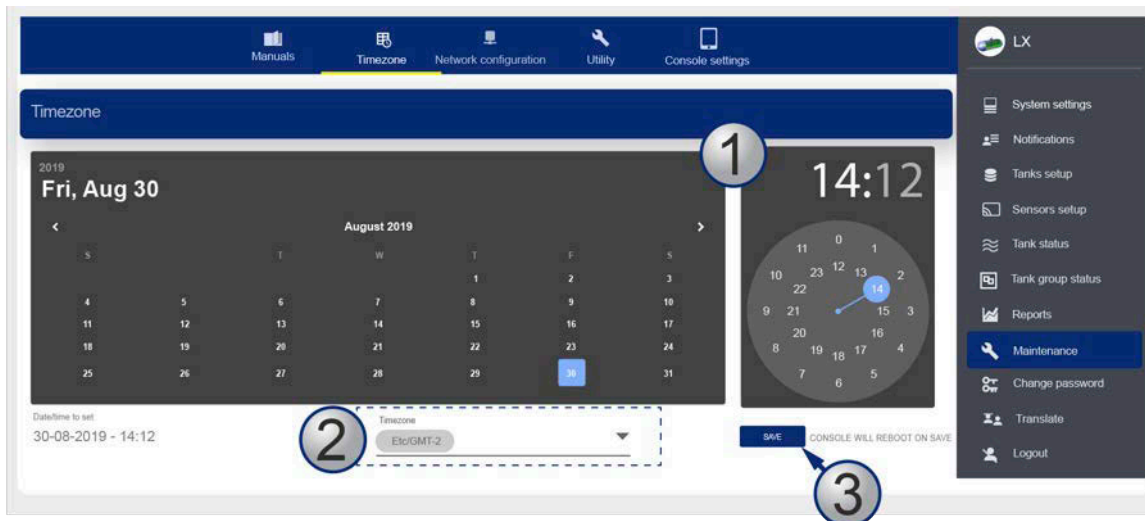 Manuals
Timezone
Network configuration
Utility
Console settings
LX
Timezone
System settings
Notifications
Tanks setup
Sensors setup
Tank status
Tank group status
Reports
Maintenance
Change password
Translate
Logout
2019
Fri, Aug 30
August 2019
S T W T F S
1 2 3
4 5 6 7 8 9 10
11 12 13 14 15 16 17
18 19 20 21 22 23 24
25 26 27 28 29 30 31
1
14:12
0
11 1
12
23 13
10 2
22 14
9 21 15 3
20 16
8 19 17 4
18
7 5
6
Date/time to set
30-08-2019 - 14:12
2
Timezone
Etc/GMT-2
SAVE CONSOLE WILL REBOOT ON SAVE
3